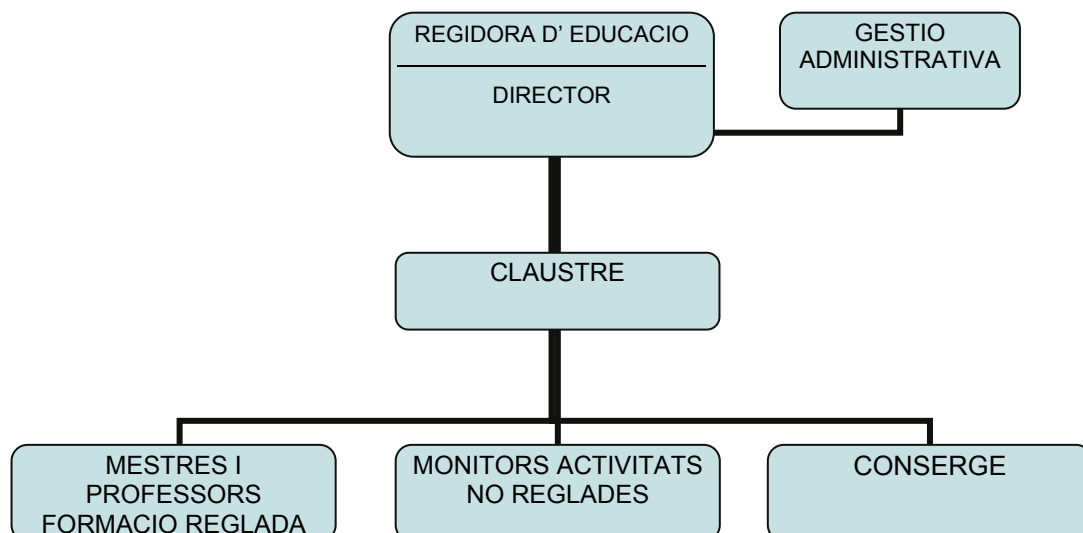 REGIDORA D’ EDUCACIO
DIRECTOR
GESTIO
ADMINISTRATIVA
CLAUSTRE
MESTRES I
PROFESSORS
FORMACIO REGLADA
MONITORS ACTIVITATS
NO REGLADES
CONSERGE